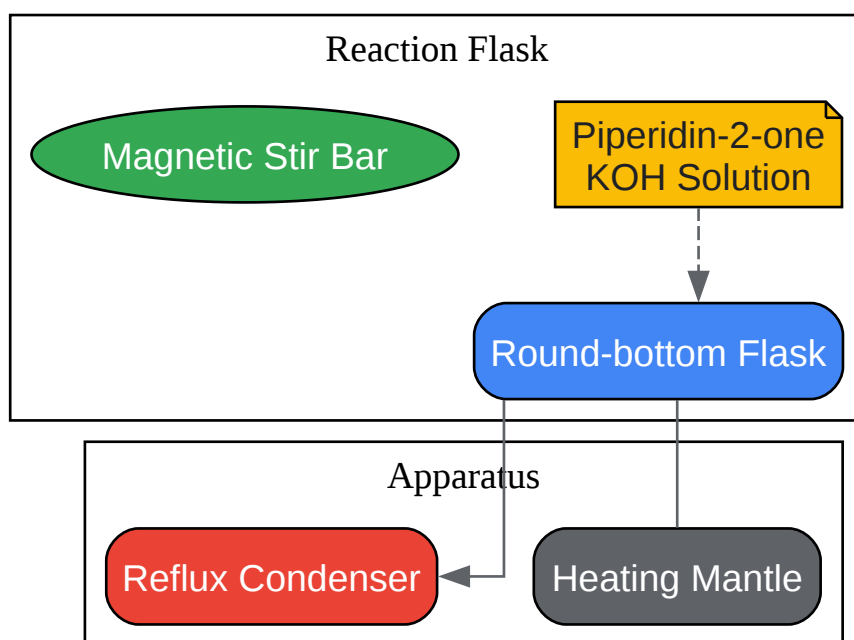 Reaction Flask
Magnetic Stir Bar
Piperidin-2-one
KOH Solution
Round-bottom Flask
Apparatus
Reflux Condenser
Heating Mantle